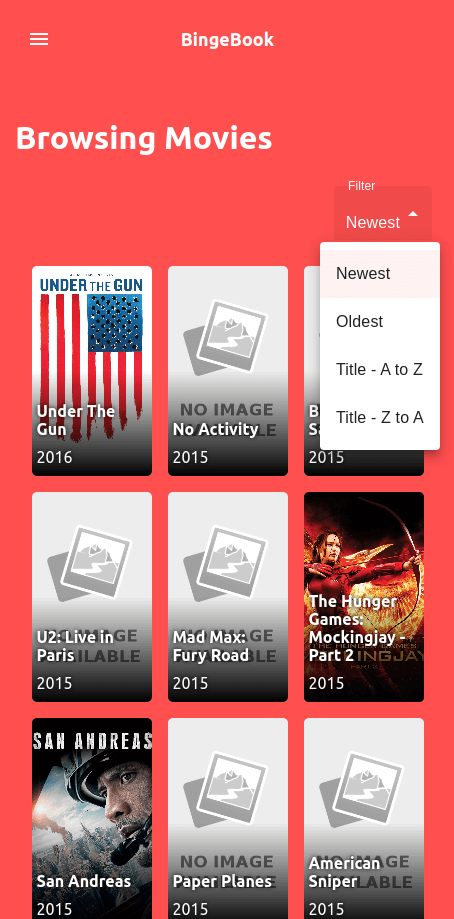 BingeBook
Browsing Movies
Filter
Newest
Newest
Oldest
Title - A to Z
Title - Z to A
UNDER THE GUN
Under The
Gun
2016
NO IMAGE
No Activity
2015
2015
U2: Live in
Paris
2015
Mad Max:
Fury Road
2015
The Hunger
Games:
Mockingjay -
Part 2
2015
SAN ANDREAS
San Andreas
2015
NO IMAGE
Paper Planes
2015
American
Sniper
2015